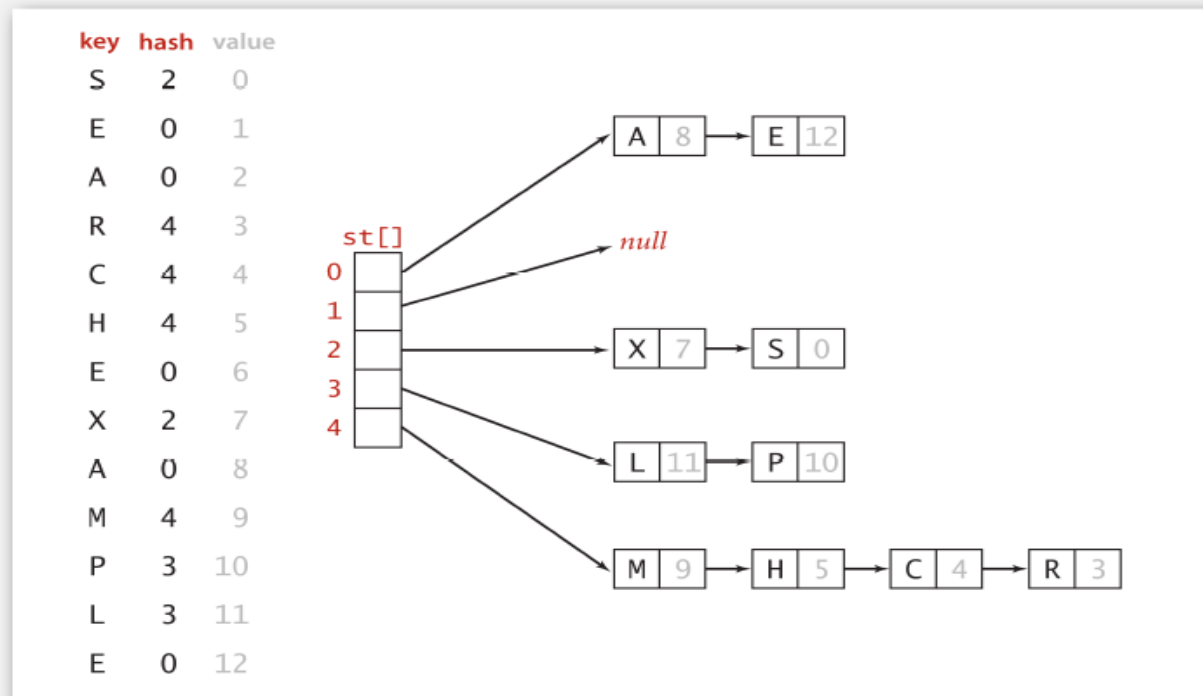 key hash value
S 2 0
E 0 1
A 0 2
R 4 3
C 4 4
H 4 5
E 0 6
X 2 7
A 0 8
M 4 9
P 3 10
L 3 11
E 0 12
st[]
0
1
2
3
4
A 8 E 12
null
X 7 S 0
L 11 P 10
M 9 H 5 C 4 R 3